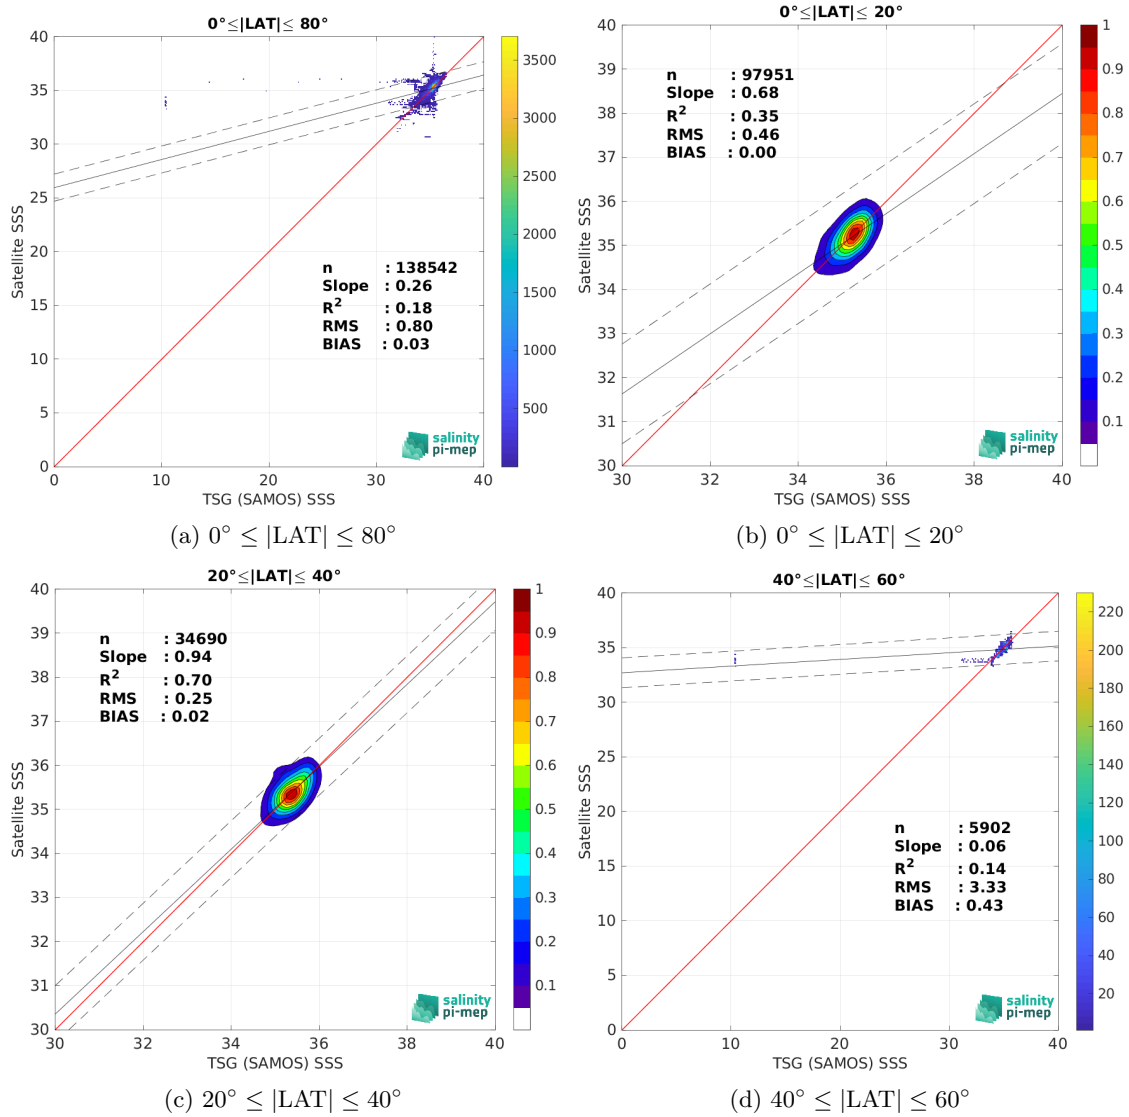 0°≤|LAT|≤ 80°
40
35
30
25
20
15
10
5
0
Satellite SSS
n : 138542
Slope : 0.26
R2 : 0.18
RMS : 0.80
BIAS : 0.03
salinity
pi-mep
0 10 20 30 40
TSG (SAMOS) SSS
3500
3000
2500
2000
1500
1000
500
(a) 0° ≤ |LAT| ≤ 80°
0°≤|LAT|≤ 20°
40
39
38
37
36
35
34
33
32
31
30
Satellite SSS
n : 97951
Slope : 0.68
R2 : 0.35
RMS : 0.46
BIAS : 0.00
salinity
pi-mep
30 32 34 36 38 40
TSG (SAMOS) SSS
1
0.9
0.8
0.7
0.6
0.5
0.4
0.3
0.2
0.1
(b) 0° ≤ |LAT| ≤ 20°
20°≤|LAT|≤ 40°
40
39
38
37
36
35
34
33
32
31
30
Satellite SSS
n : 34690
Slope : 0.94
R2 : 0.70
RMS : 0.25
BIAS : 0.02
salinity
pi-mep
30 32 34 36 38 40
TSG (SAMOS) SSS
1
0.9
0.8
0.7
0.6
0.5
0.4
0.3
0.2
0.1
(c) 20° ≤ |LAT| ≤ 40°
40°≤|LAT|≤ 60°
40
35
30
25
20
15
10
5
0
Satellite SSS
n : 5902
Slope : 0.06
R2 : 0.14
RMS : 3.33
BIAS : 0.43
salinity
pi-mep
0 10 20 30 40
TSG (SAMOS) SSS
220
200
180
160
140
120
100
80
60
40
20
(d) 40° ≤ |LAT| ≤ 60°